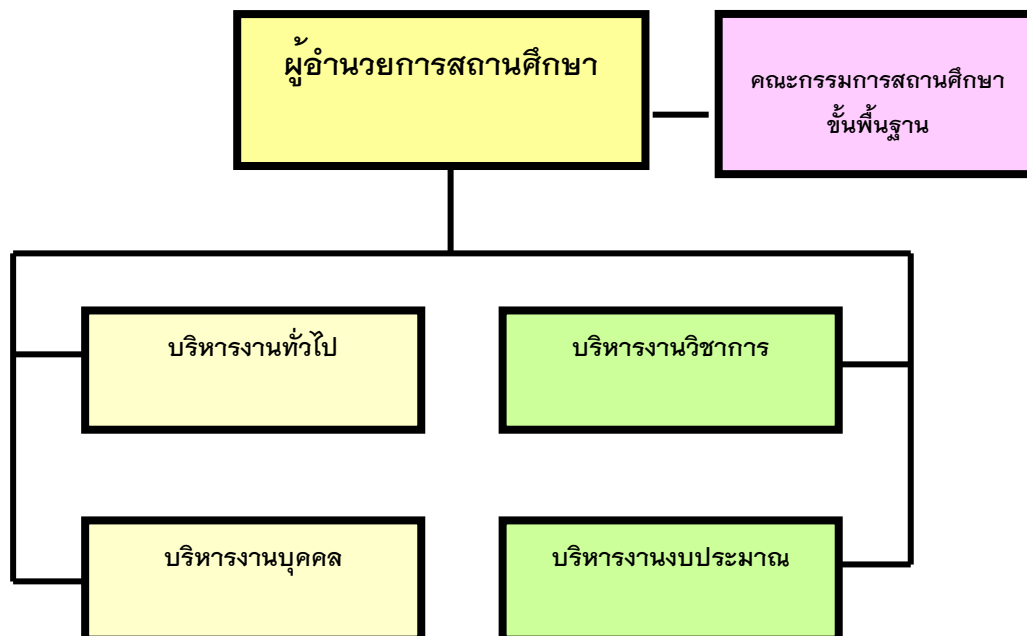 ผู้อำนวยการสถานศึกษา
คณะกรรมการสถานศึกษา
ขั้นพื้นฐาน
บริหารงานทั่วไป
บริหารงานวิชาการ
บริหารงานบุคคล
บริหารงานงบประมาณ